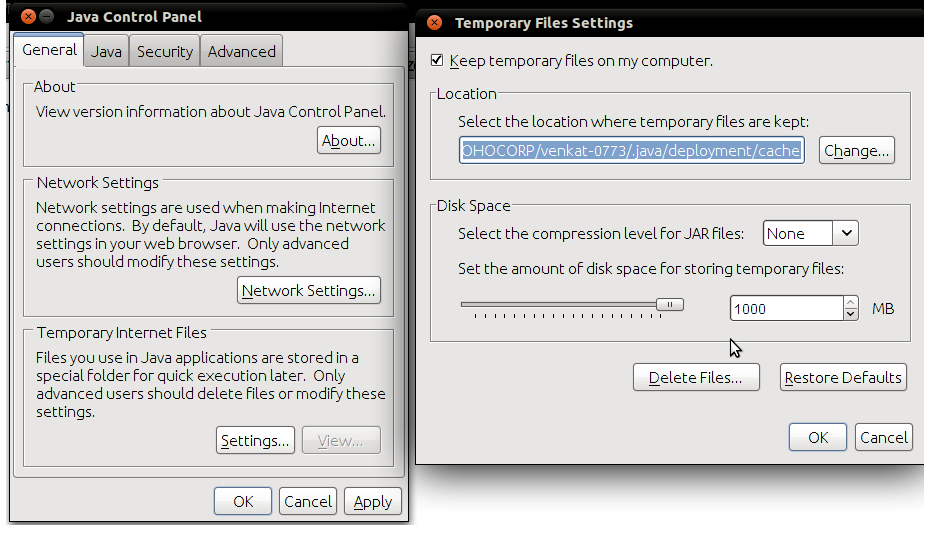 Java Control Panel
General
Java
Security
Advanced
About
View version information about Java Control Panel.
About...
Network Settings
Network settings are used when making Internet
connections. By default, Java will use the network
settings in your web browser. Only advanced
users should modify these settings.
Network Settings...
Temporary Internet Files
Files you use in Java applications are stored in a
special folder for quick execution later. Only
advanced users should delete files or modify these
settings.
Settings...
View...
OK
Cancel
Apply
Temporary Files Settings
Keep temporary files on my computer.
Location
Select the location where temporary files are kept:
OHOCORP/venkat-0773/.java/deployment/cache
Change...
Disk Space
Select the compression level for JAR files:
None
Set the amount of disk space for storing temporary files:
1000
MB
Delete Files...
Restore Defaults
OK
Cancel